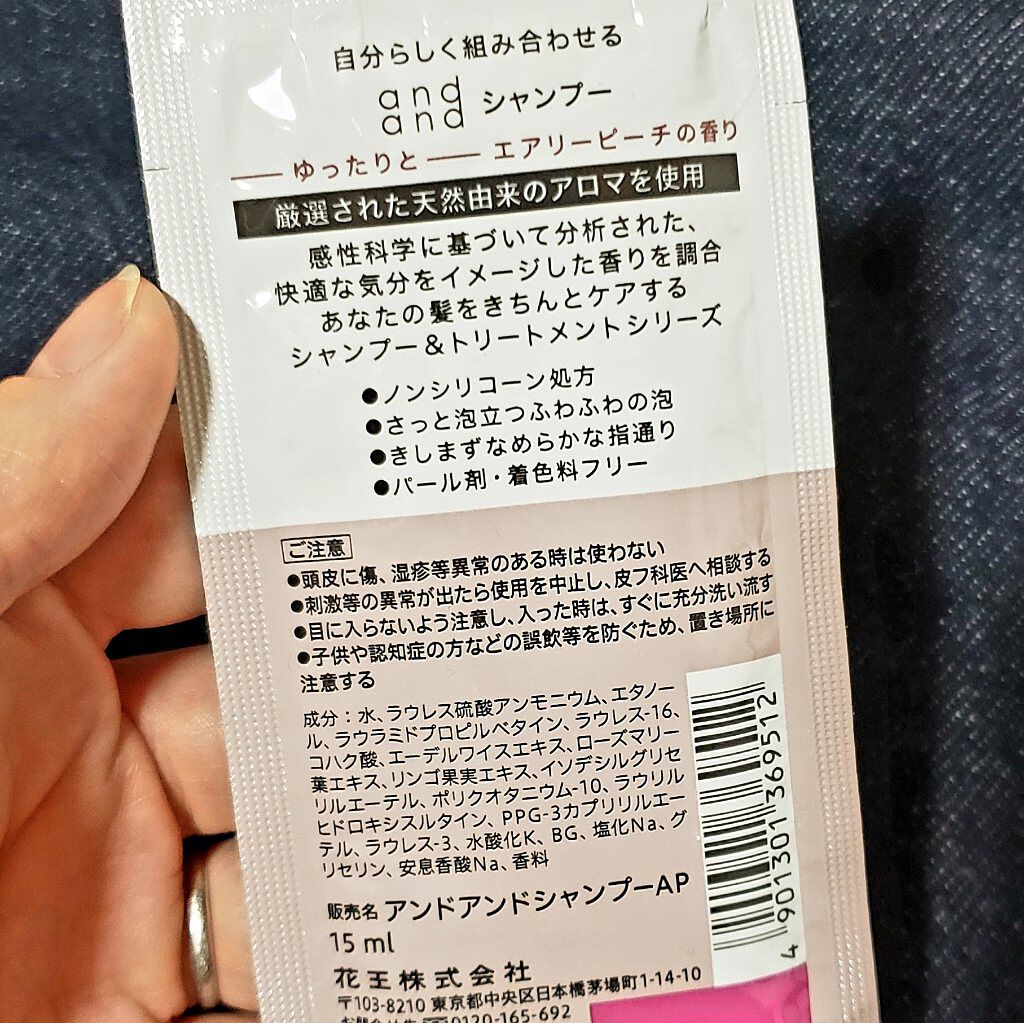 自分らしく組み合わせる
and
and シャンプー
ゆったりと エアリーピーチの香り
厳選された天然由来のアロマを使用
感性科学に基づいて分析された、
快適な気分をイメージした香りを調合
あなたの髪をきちんとケアする
シャンプー&トリートメントシリーズ
●ノンシリコーン処方
●さっと泡立つふわふわの泡
●きしまずなめらかな指通り
●パール剤・着色料フリー
ご注意
●頭皮に傷、湿疹等異常のある時は使わない
●刺激等の異常が出たら使用を中止し、皮フ科医へ相談する
●目に入らないよう注意し、入った時は、すぐに充分洗い流す
●子供や認知症の方などの誤飲等を防ぐため、置き場所に
注意する
成分:水、ラウレス硫酸アンモニウム、エタノー
ル、ラウラミドプロピルベタイン、ラウレス-16、
コハク酸、エーデルワイスエキス、ローズマリー
葉エキス、リンゴ果実エキス、イソデシルグリセ
リルエーテル、ポリクオタニウム-10、ラウリル
ヒドロキシスルタイン、PPG-3カプリリルエー
テル、ラウレス-3、水酸化K、BG、塩化Na、グ
リセリン、安息香酸Na、香料
4 901301 369512
販売名 アンドアンドシャンプーAP
15 ml
花王株式会社
〒103-8210 東京都中央区日本橋茅場町1-14-10
お問合せ先 0120-165-692